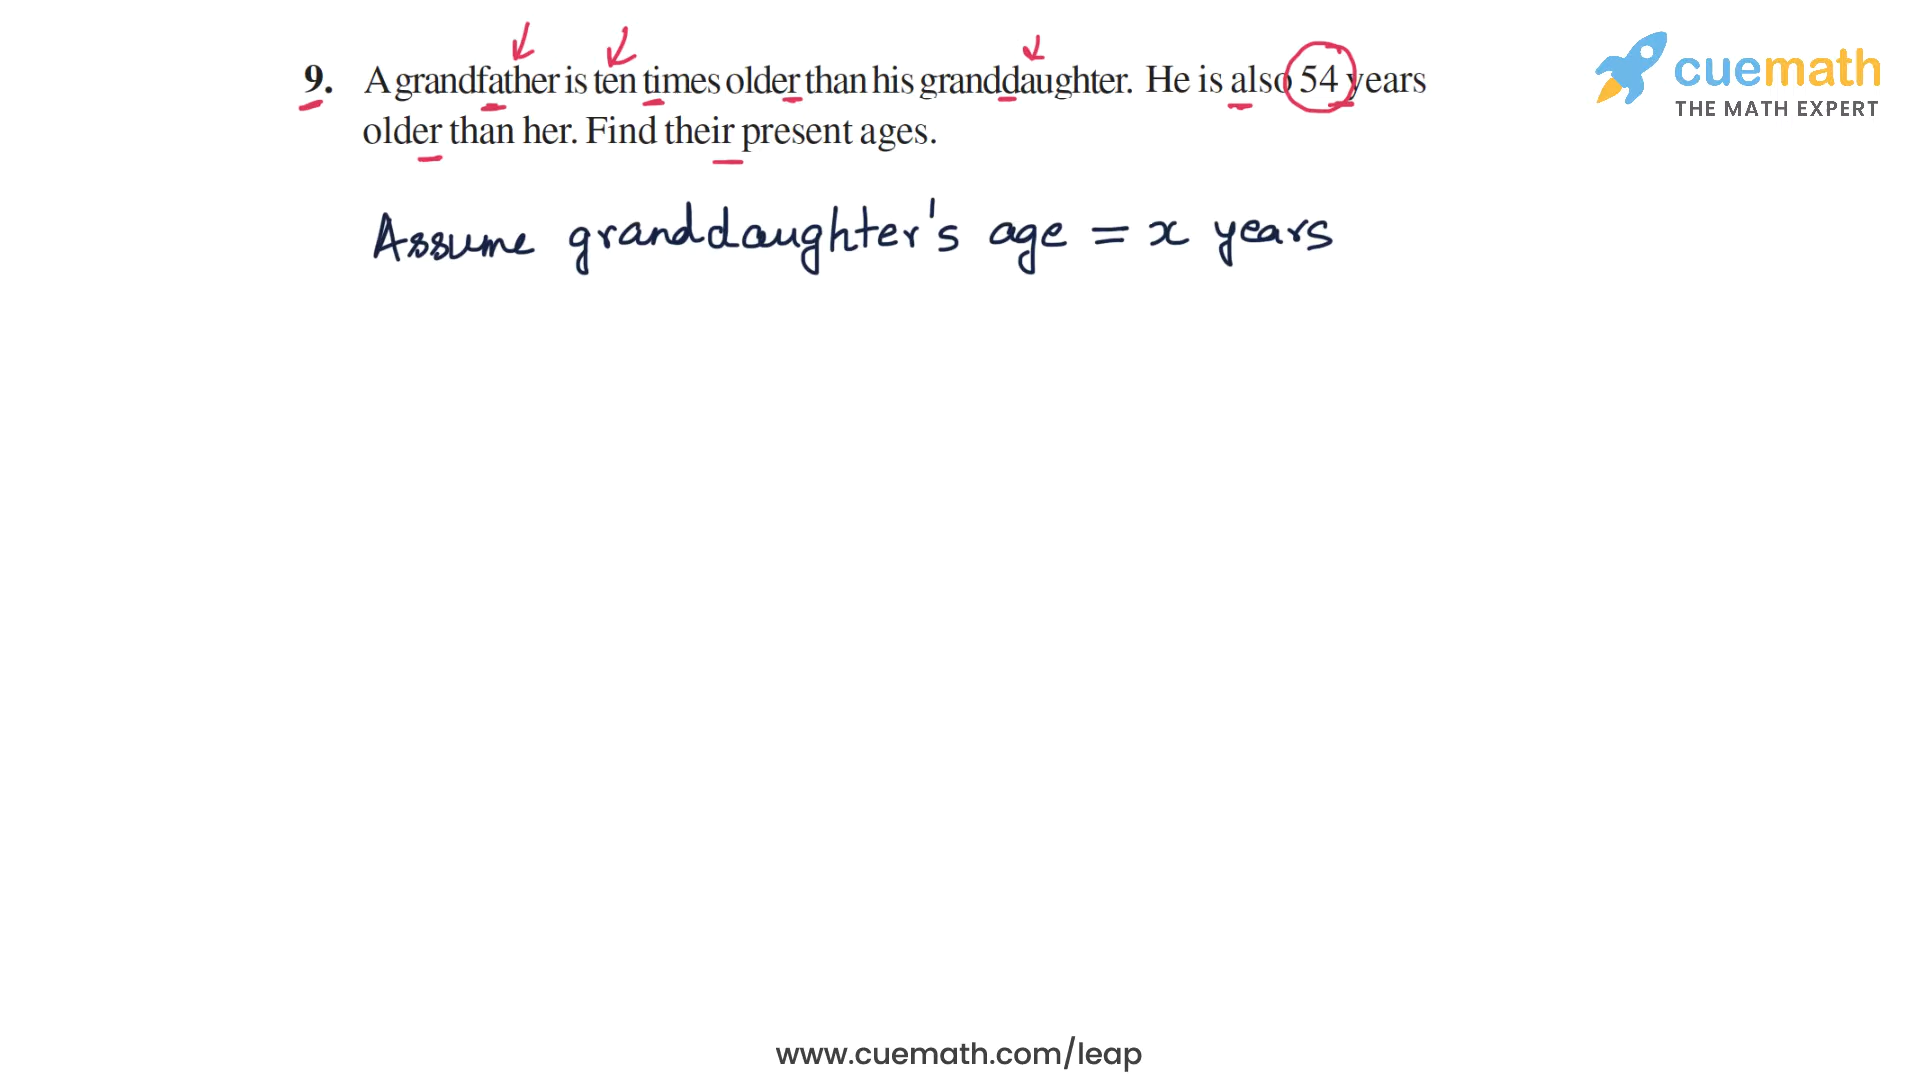 9. A grandfather is ten times older than his granddaughter. He is also 54 years
older than her. Find their present ages.
cuemath
THE MATH EXPERT
Assume granddaughter's age = x years
www.cuemath.com/leap